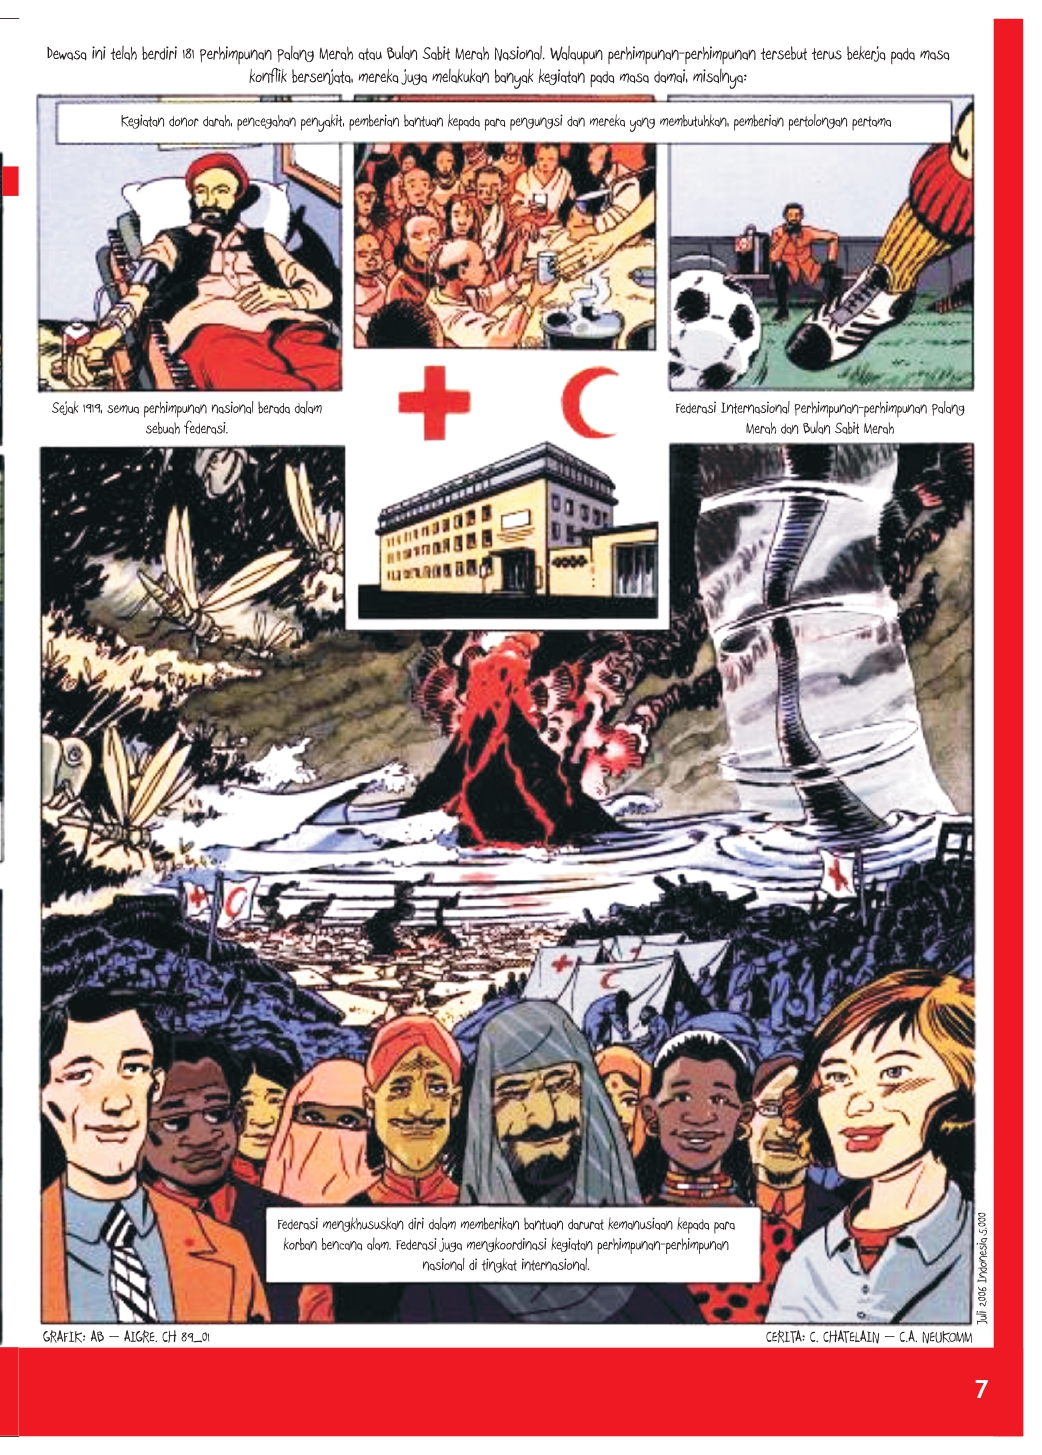 Dewasa ini telah berdiri 181 Perhimpunan Palang Merah atau Bulan Sabit Merah Nasional. Walaupun perhimpunan-perhimpunan tersebut terus bekerja pada masa
konflik bersenjata, mereka juga melakukan banyak kegiatan pada masa damai, misalnya:
Kegiatan donor darah, pencegahan penyakit, pemberian bantuan kepada para pengungsi dan mereka yang membutuhkan, pemberian pertolongan pertama
Sejak 1919, semua perhimpunan nasional berada dalam
sebuah federasi.
Federasi Internasional Perhimpunan-perhimpunan Palang
Merah dan Bulan Sabit Merah
Federasi mengkhususkan diri dalam memberikan bantuan darurat kemanusiaan kepada para
korban bencana alam. Federasi juga mengkoordinasi kegiatan perhimpunan-perhimpunan
nasional di tingkat internasional.
Juli 2006 Indonesia 5.000
GRAFIK: AB – AIGRE. CH 89_01
CERITA: C. CHATELAIN – C.A. NEUKOMM
7